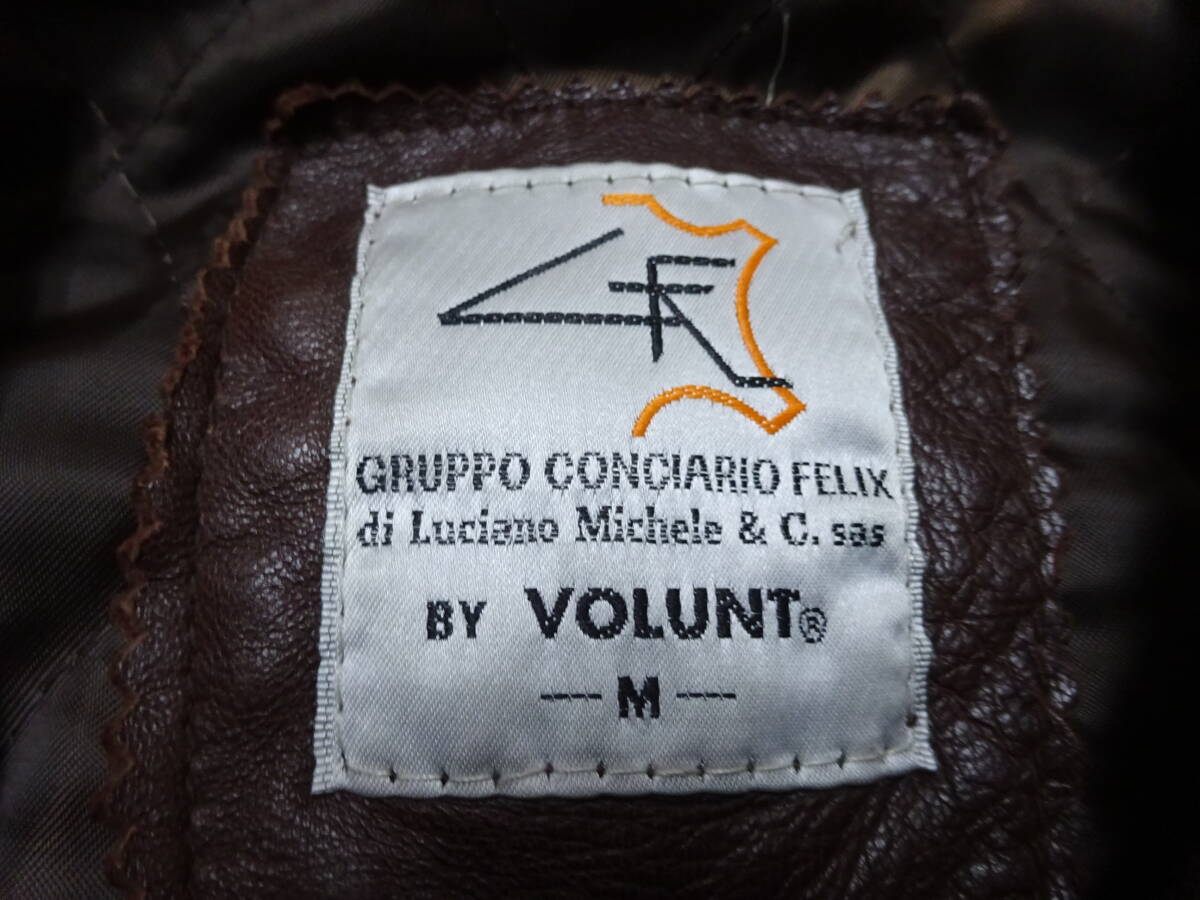 GRUPPO CONCIARIO FELIX
di Luciano Michele & C. sas
BY VOLUNT®
— M —